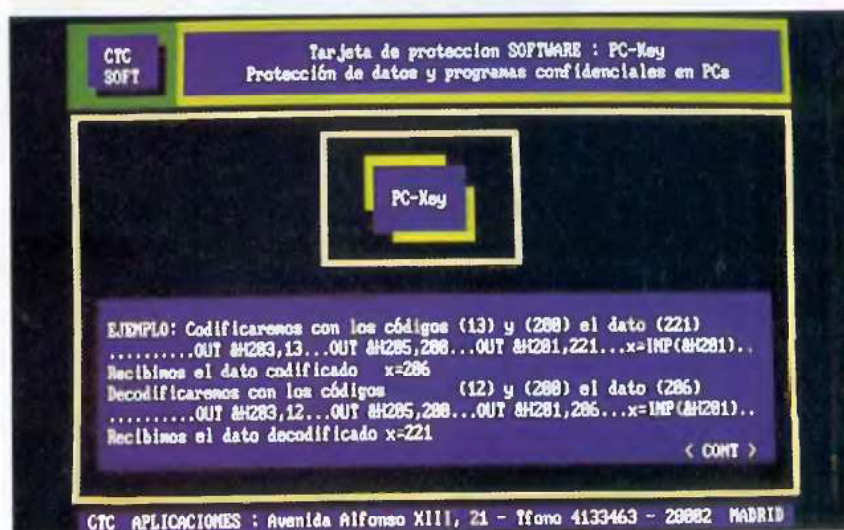 CTC
SOFT
Tarjeta de proteccion SOFTWARE : PC-Key
Protección de datos y programas confidenciales en PCs
PC-Key
EJEMPLO: Codificaremos con los códigos (13) y (200) el dato (221)
..........OUT &H203,13...OUT &H205,200...OUT &H201,221...x=INP(&H201)..
Recibimos el dato codificado x=206
Decodificaremos con los códigos (12) y (200) el dato (206)
..........OUT &H203,12...OUT &H205,200...OUT &H201,206...x=INP(&H201)..
Recibimos el dato decodificado x=221
< CONT >
CTC APLICACIONES : Avenida Alfonso XIII, 21 - Tfono 4133463 - 28002 MADRID